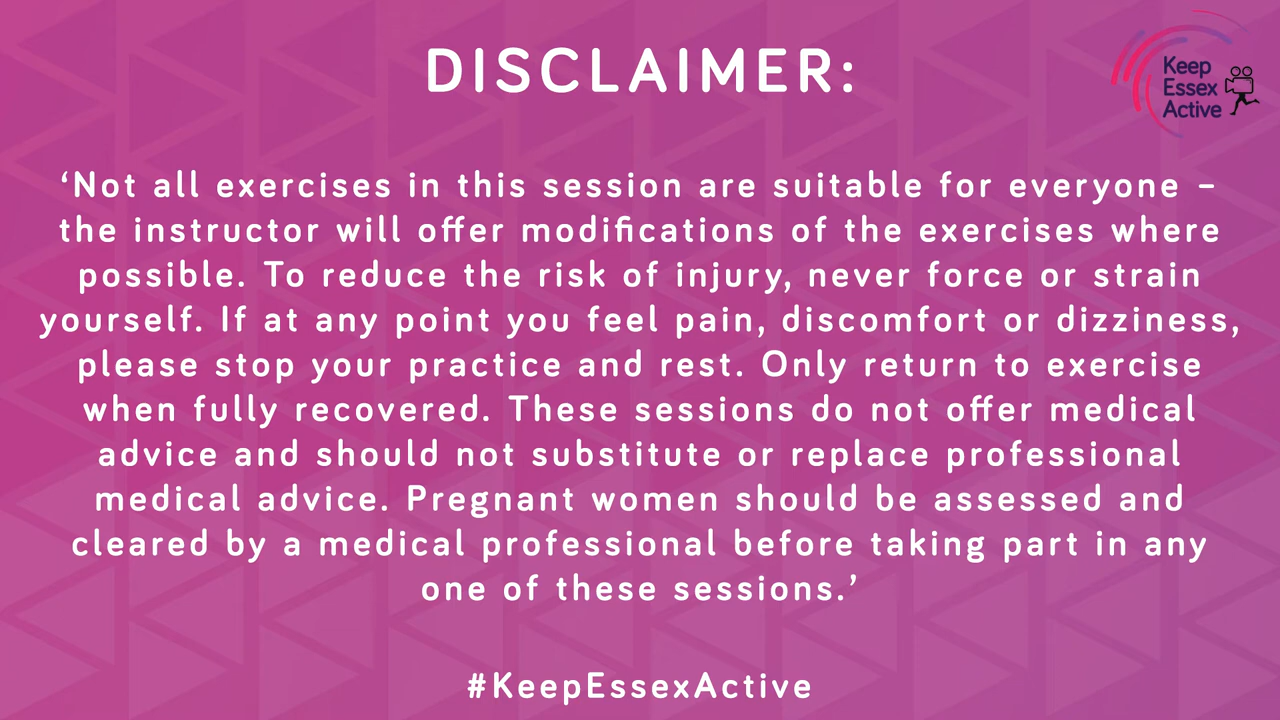 DISCLAIMER:
Keep
Essex
Active
‘Not all exercises in this session are suitable for everyone –
the instructor will offer modifications of the exercises where
possible. To reduce the risk of injury, never force or strain
yourself. If at any point you feel pain, discomfort or dizziness,
please stop your practice and rest. Only return to exercise
when fully recovered. These sessions do not offer medical
advice and should not substitute or replace professional
medical advice. Pregnant women should be assessed and
cleared by a medical professional before taking part in any
one of these sessions.’
#KeepEssexActive